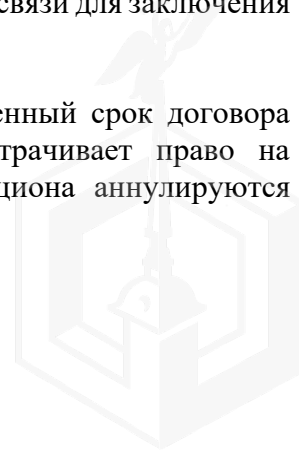 связи для заключения
енный срок договора
трачивает право на
циона аннулируются